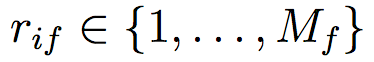 r_{if} ∈ {1, . . . , M_f}